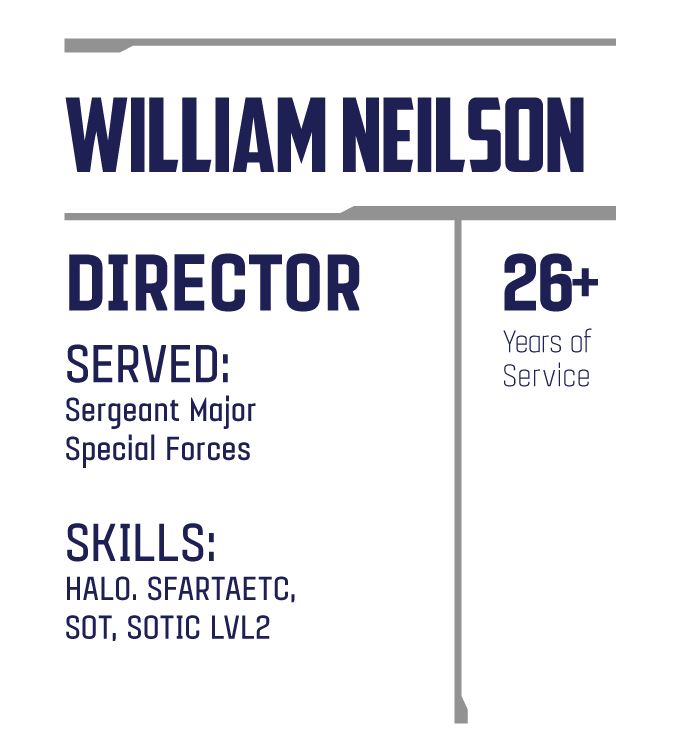 WILLIAM NEILSON
DIRECTOR
SERVED:
Sergeant Major
Special Forces
SKILLS:
HALO. SFARTAETC,
SOT, SOTIC LVL2
26+
Years of
Service